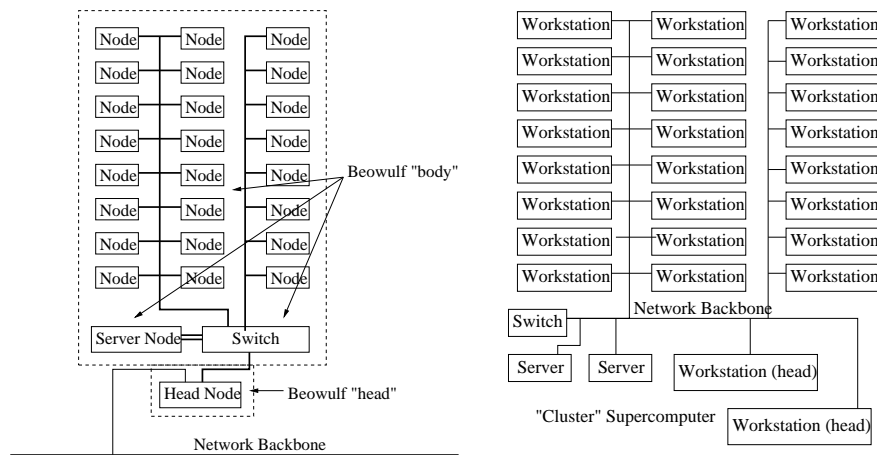 Node Node Node
Node Node Node
Node Node Node
Node Node Node
Node Node Node
Node Node Node
Node Node Node
Node Node Node
Beowulf "body"
Server Node Switch
Head Node
Beowulf "head"
Network Backbone
Workstation Workstation Workstation
Workstation Workstation Workstation
Workstation Workstation Workstation
Workstation Workstation Workstation
Workstation Workstation Workstation
Workstation Workstation Workstation
Workstation Workstation Workstation
Workstation Workstation Workstation
Network Backbone
Switch
Server Server Workstation (head)
"Cluster" Supercomputer
Workstation (head)